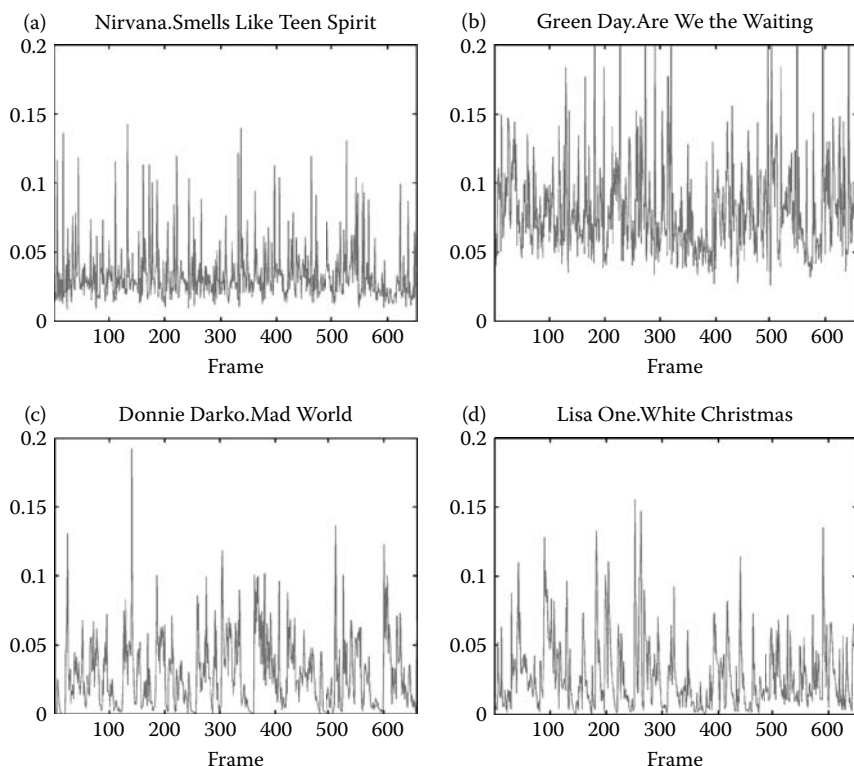 (a) Nirvana.Smells Like Teen Spirit
0.2
0.15
0.1
0.05
0
100 200 300 400 500 600
Frame
(b) Green Day.Are We the Waiting
0.2
0.15
0.1
0.05
0
100 200 300 400 500 600
Frame
(c) Donnie Darko.Mad World
0.2
0.15
0.1
0.05
0
100 200 300 400 500 600
Frame
(d) Lisa One.White Christmas
0.2
0.15
0.1
0.05
0
100 200 300 400 500 600
Frame